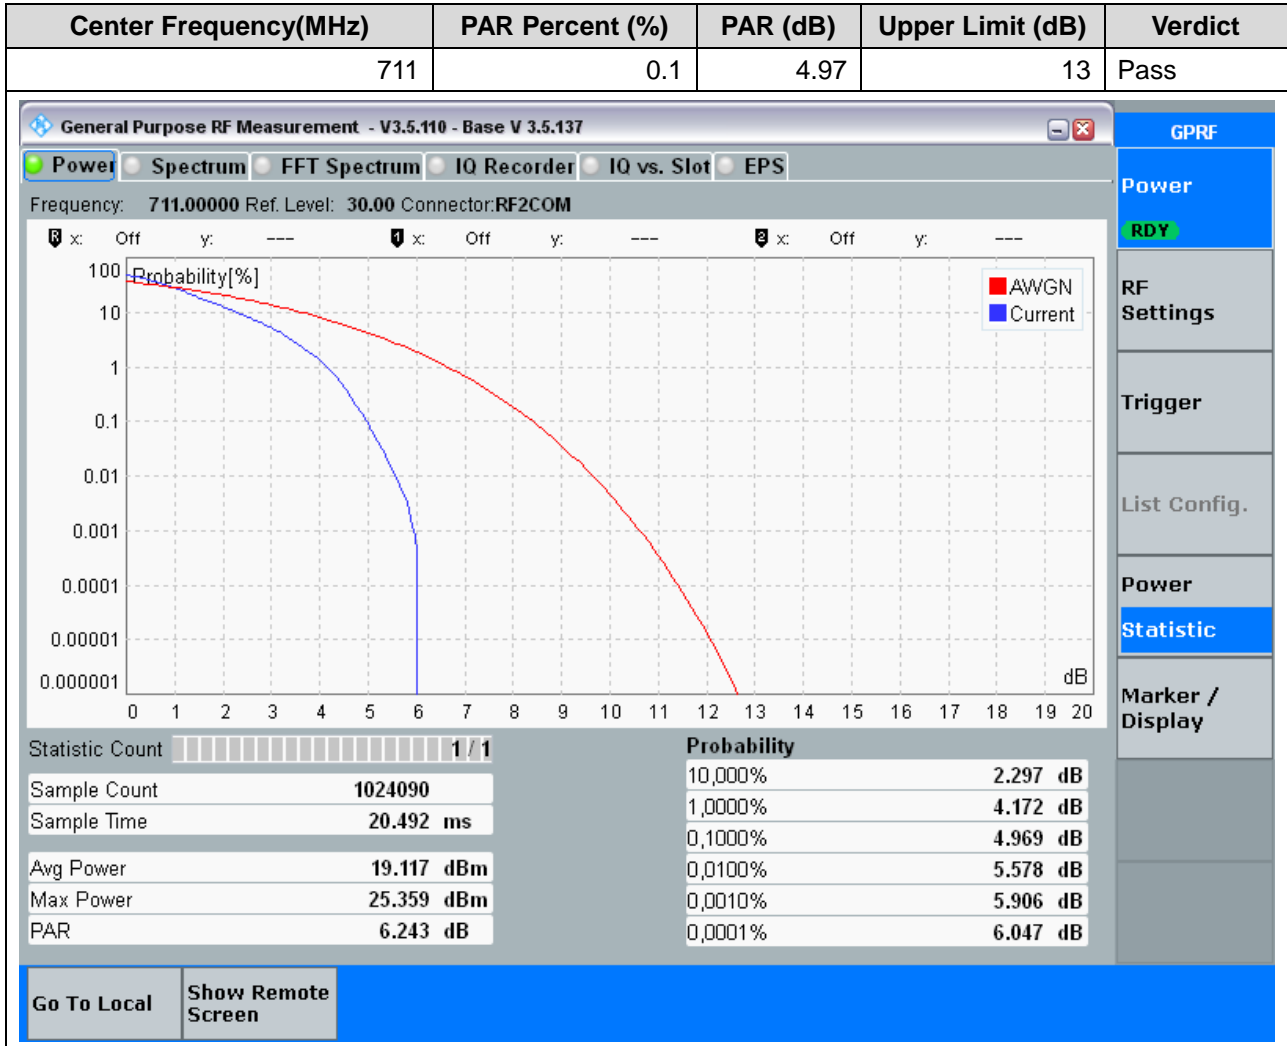 Center Frequency(MHz) PAR Percent (%) PAR (dB) Upper Limit (dB) Verdict
711 0.1 4.97 13 Pass
General Purpose RF Measurement - V3.5.110 - Base V 3.5.137
GPRF
Power Spectrum FFT Spectrum IQ Recorder IQ vs. Slot EPS
Frequency: 711.00000 Ref. Level: 30.00 Connector:RF2COM
R x: Off y: --- 1 x: Off y: --- 2 x: Off y: ---
Probability[%]
100
10
1
0.1
0.01
0.001
0.0001
0.00001
0.000001
AWGN
Current
dB
0 1 2 3 4 5 6 7 8 9 10 11 12 13 14 15 16 17 18 19 20
Statistic Count 1 / 1
Sample Count 1024090
Sample Time 20.492 ms
Avg Power 19.117 dBm
Max Power 25.359 dBm
PAR 6.243 dB
Probability
10,000% 2.297 dB
1,0000% 4.172 dB
0,1000% 4.969 dB
0,0100% 5.578 dB
0,0010% 5.906 dB
0,0001% 6.047 dB
Power
RDY
RF
Settings
Trigger
List Config.
Power
Statistic
Marker /
Display
Go To Local
Show Remote
Screen